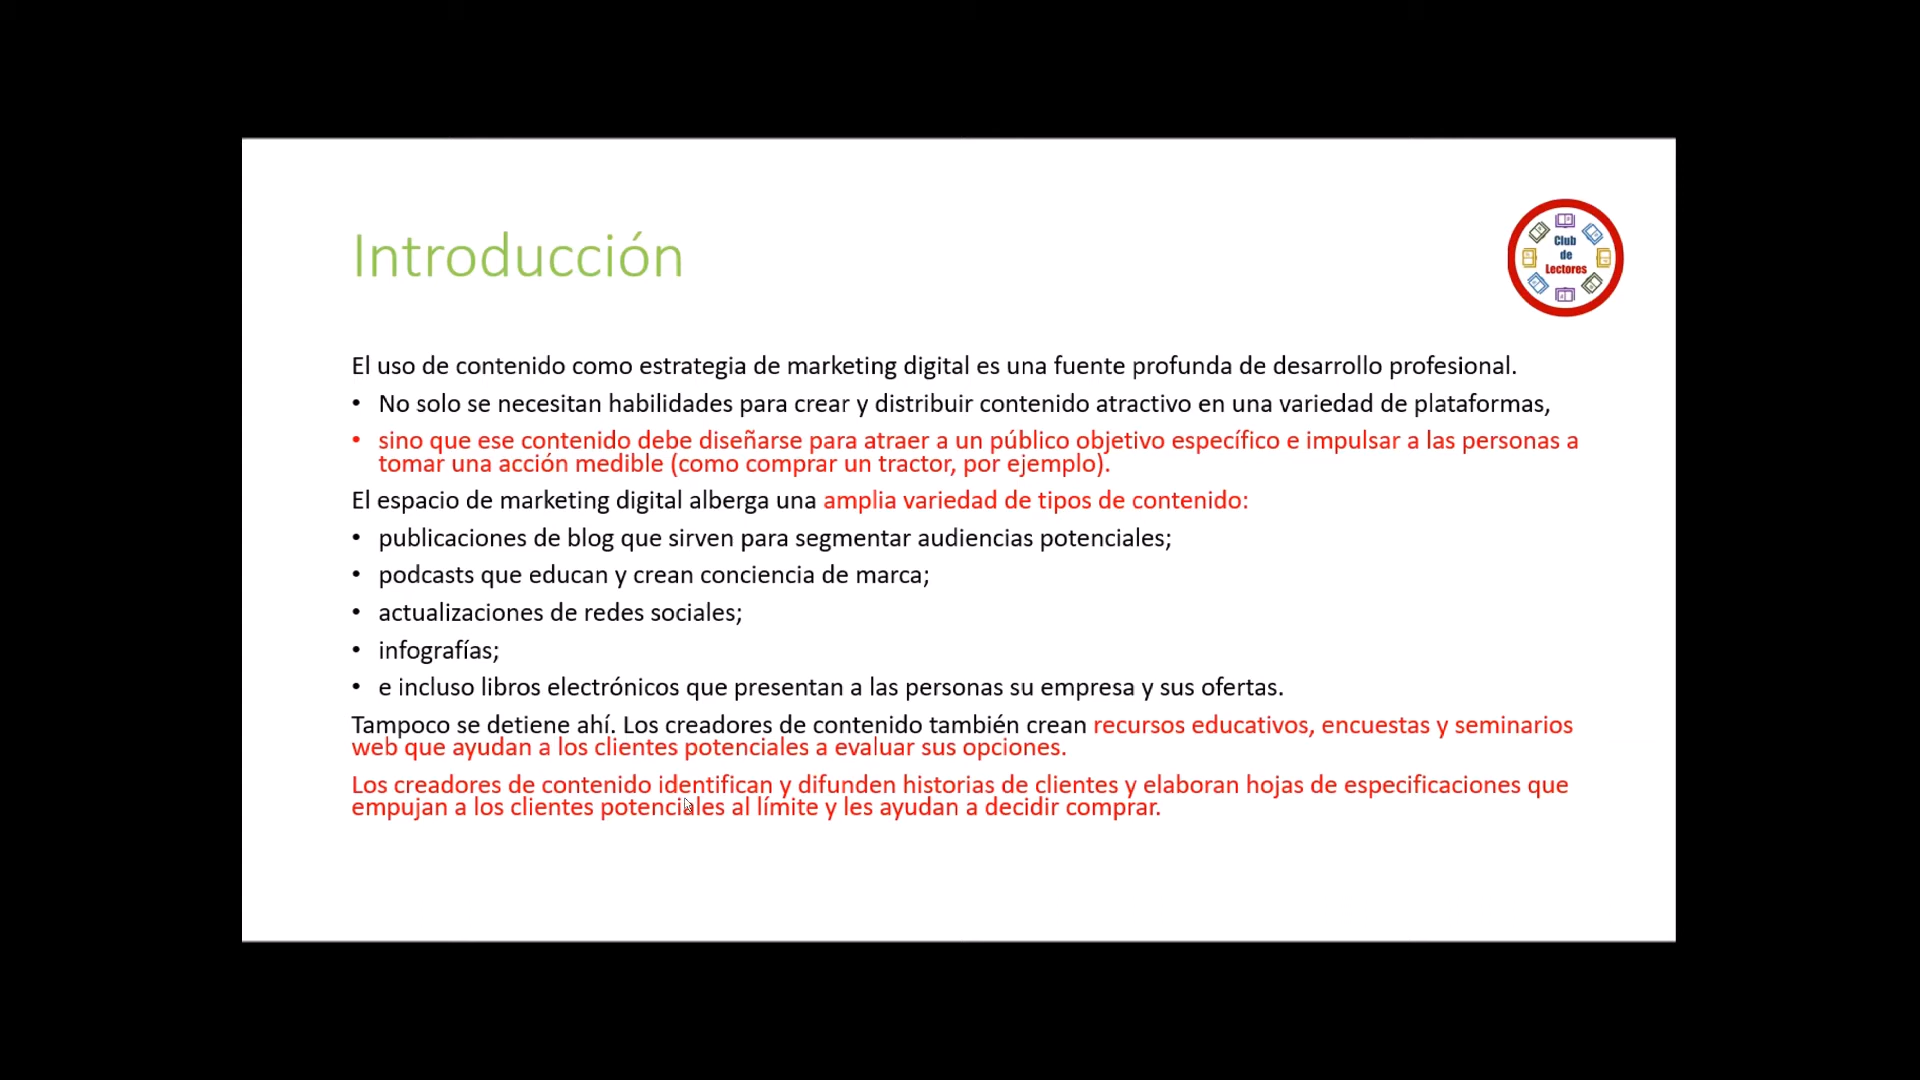 Introducción
Club
de
Lectores
El uso de contenido como estrategia de marketing digital es una fuente profunda de desarrollo profesional.
• No solo se necesitan habilidades para crear y distribuir contenido atractivo en una variedad de plataformas,
• sino que ese contenido debe diseñarse para atraer a un público objetivo específico e impulsar a las personas a
tomar una acción medible (como comprar un tractor, por ejemplo).
El espacio de marketing digital alberga una amplia variedad de tipos de contenido:
• publicaciones de blog que sirven para segmentar audiencias potenciales;
• podcasts que educan y crean conciencia de marca;
• actualizaciones de redes sociales;
• infografías;
• e incluso libros electrónicos que presentan a las personas su empresa y sus ofertas.
Tampoco se detiene ahí. Los creadores de contenido también crean recursos educativos, encuestas y seminarios
web que ayudan a los clientes potenciales a evaluar sus opciones.
Los creadores de contenido identifican y difunden historias de clientes y elaboran hojas de especificaciones que
empujan a los clientes potenciales al límite y les ayudan a decidir comprar.